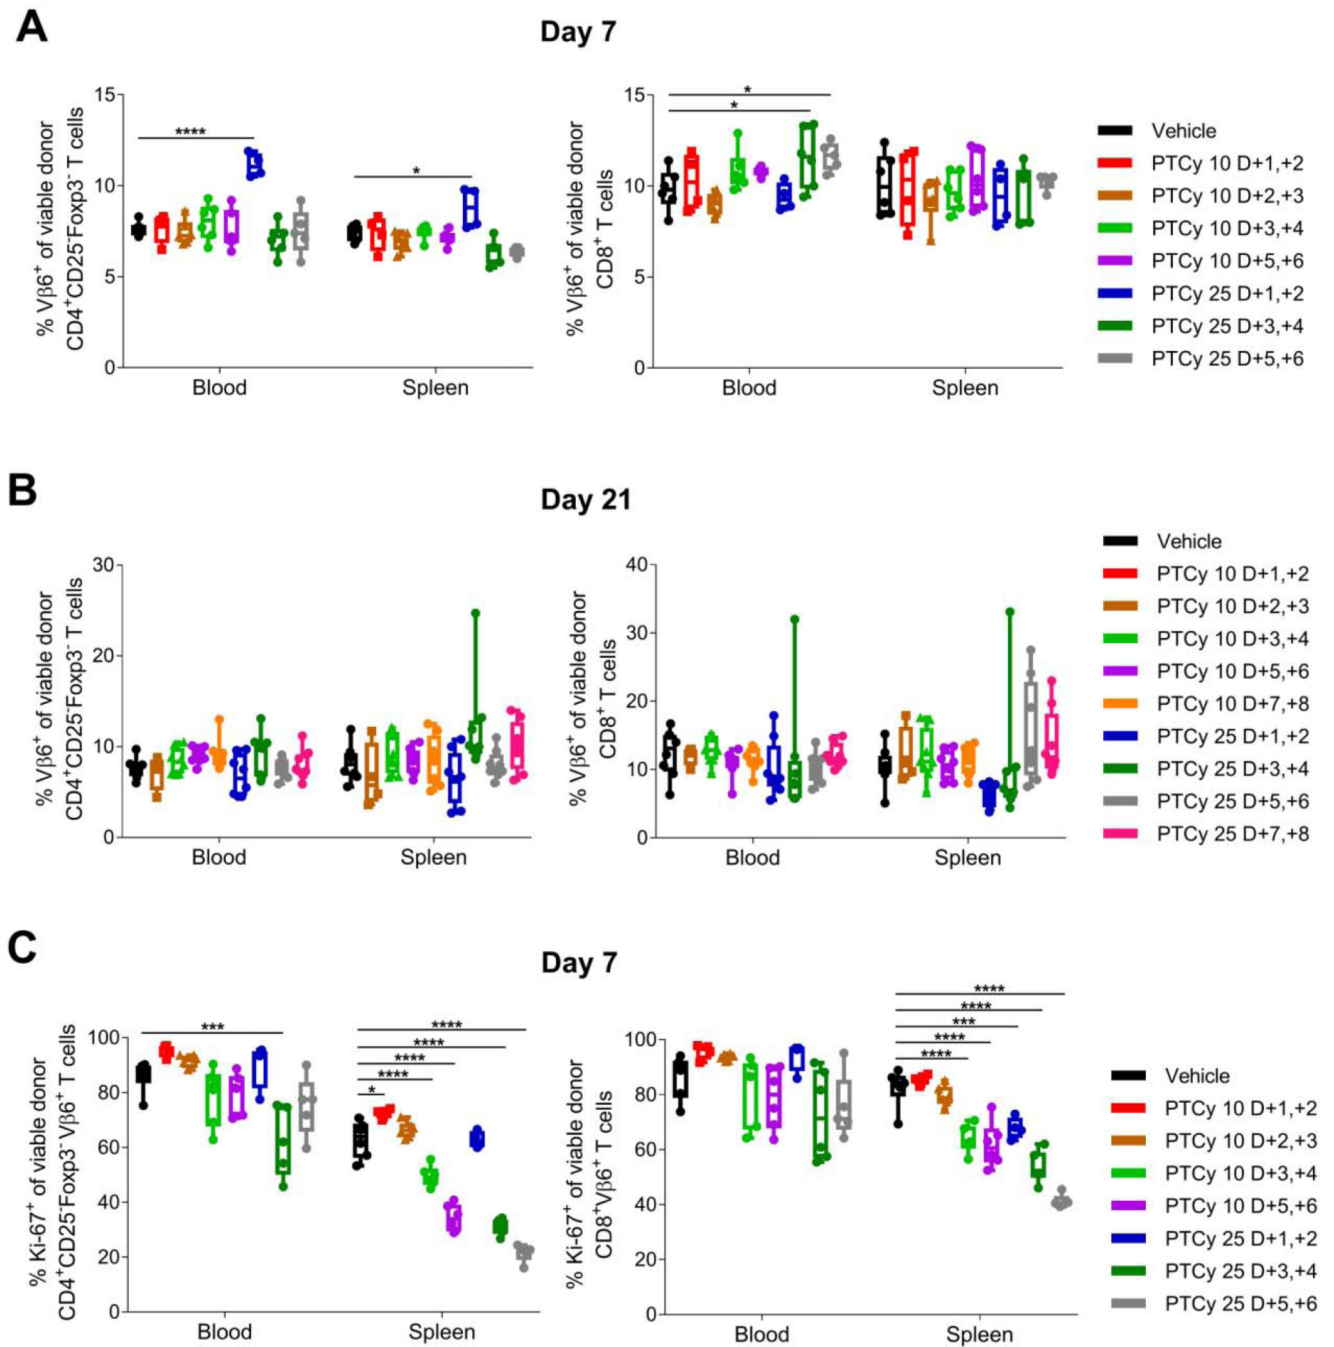 A
Day 7
% Vβ6⁺ of viable donor
CD4⁺CD25⁻Foxp3⁻ T cells
15
10
5
0
****
*
Blood
Spleen
% Vβ6⁺ of viable donor
CD8⁺ T cells
15
10
5
0
*
*
Blood
Spleen
Vehicle
PTCy 10 D+1,+2
PTCy 10 D+2,+3
PTCy 10 D+3,+4
PTCy 10 D+5,+6
PTCy 25 D+1,+2
PTCy 25 D+3,+4
PTCy 25 D+5,+6
B
Day 21
% Vβ6⁺ of viable donor
CD4⁺CD25⁻Foxp3⁻ T cells
30
20
10
0
Blood
Spleen
% Vβ6⁺ of viable donor
CD8⁺ T cells
40
30
20
10
0
Blood
Spleen
Vehicle
PTCy 10 D+1,+2
PTCy 10 D+2,+3
PTCy 10 D+3,+4
PTCy 10 D+5,+6
PTCy 10 D+7,+8
PTCy 25 D+1,+2
PTCy 25 D+3,+4
PTCy 25 D+5,+6
PTCy 25 D+7,+8
C
Day 7
% Ki-67⁺ of viable donor
CD4⁺CD25⁻Foxp3⁻Vβ6⁺ T cells
100
80
60
40
20
0
***
****
****
****
****
*
Blood
Spleen
% Ki-67⁺ of viable donor
CD8⁺Vβ6⁺ T cells
100
80
60
40
20
0
****
****
***
****
****
Blood
Spleen
Vehicle
PTCy 10 D+1,+2
PTCy 10 D+2,+3
PTCy 10 D+3,+4
PTCy 10 D+5,+6
PTCy 25 D+1,+2
PTCy 25 D+3,+4
PTCy 25 D+5,+6